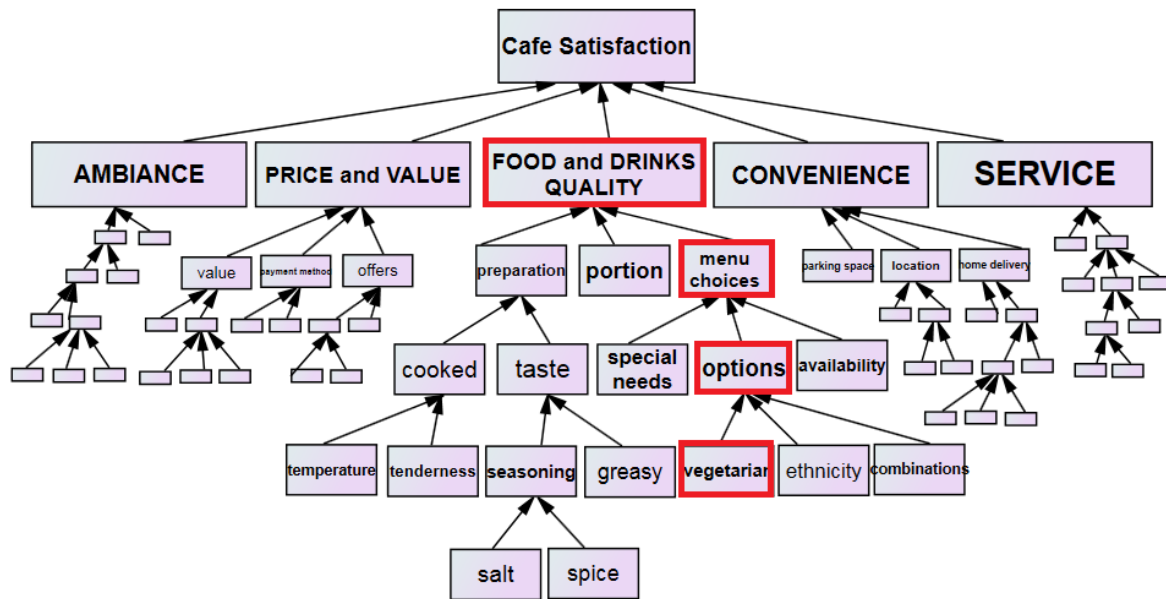 Cafe Satisfaction
AMBIANCE
PRICE and VALUE
FOOD and DRINKS
QUALITY
CONVENIENCE
SERVICE
value
payment method
offers
preparation
portion
menu
choices
parking space
location
home delivery
cooked
taste
special
needs
options
availability
temperature
tenderness
seasoning
greasy
vegetarian
ethnicity
combinations
salt
spice